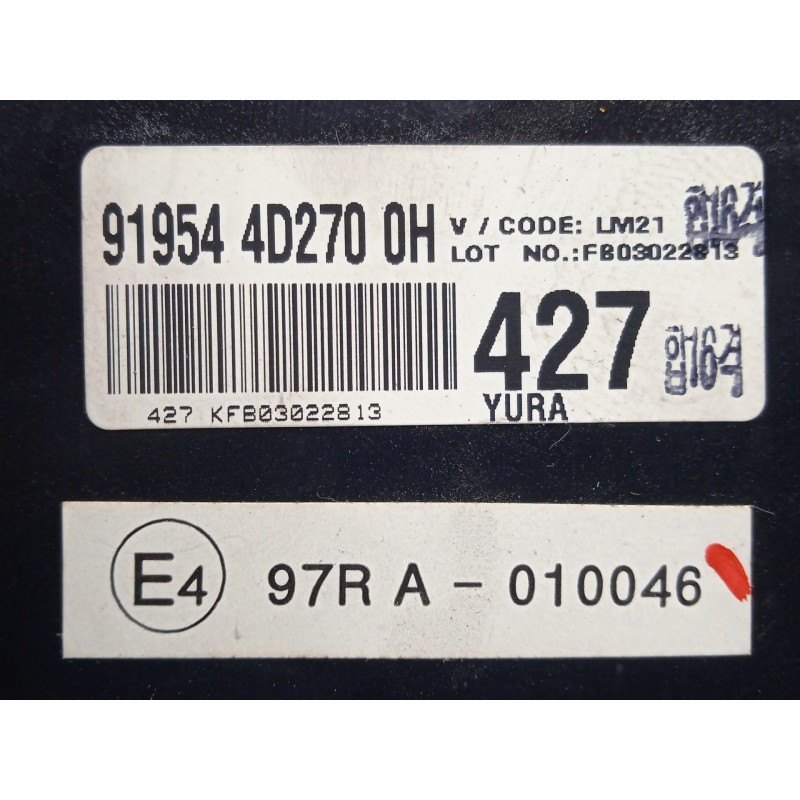 91954 4D270 0H
V / CODE: LM21
LOT NO.:FB03022813
427
427 KFB03022813
YURA
E4 97R A - 010046